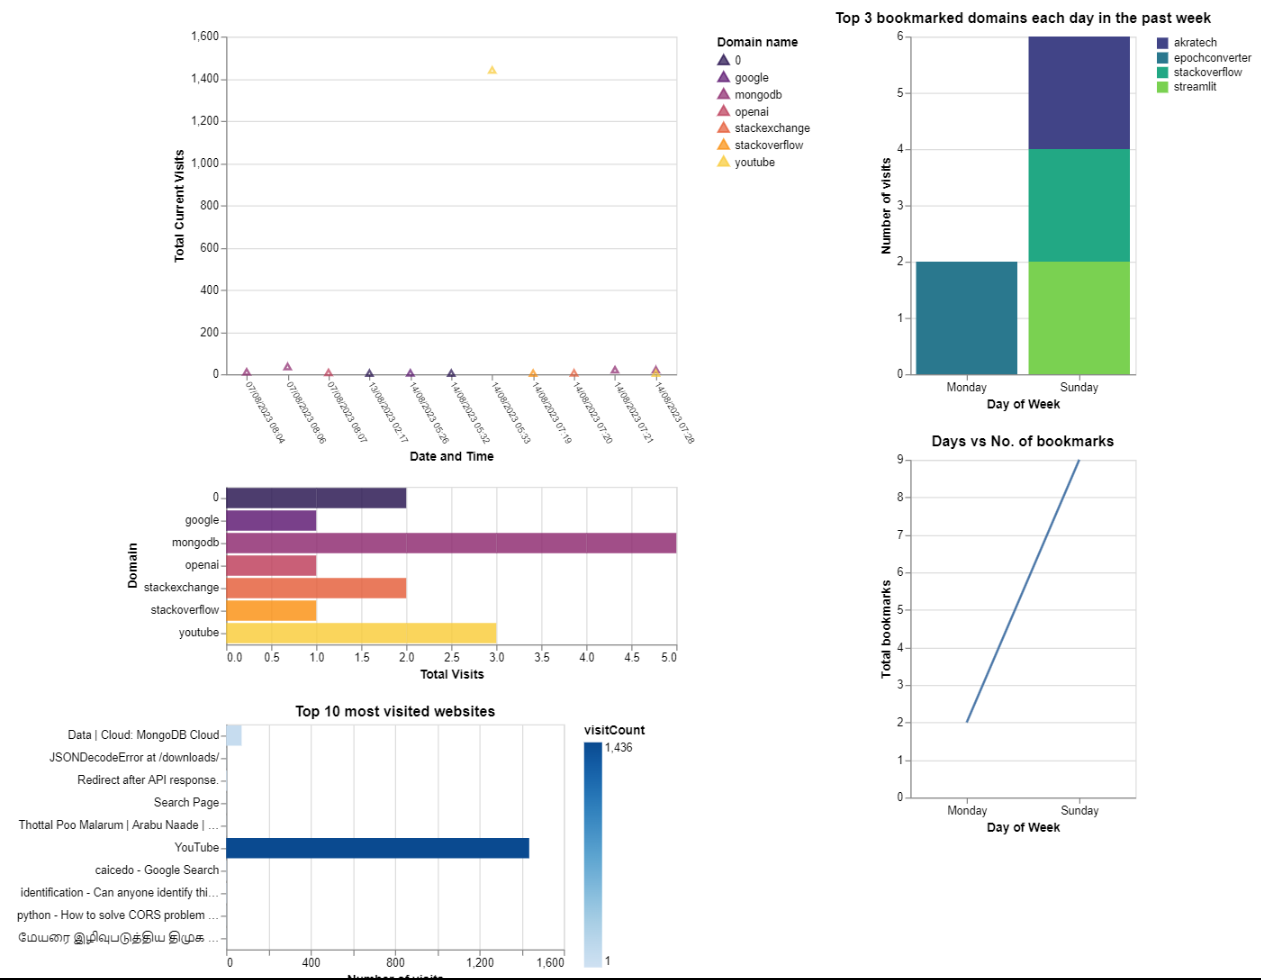 Top 3 bookmarked domains each day in the past week
1,600
1,400
1,200
1,000
800
600
400
200
0
Total Current Visits
07/08/2023 08:04
07/08/2023 08:06
07/08/2023 08:07
13/08/2023 02:17
14/08/2023 05:26
14/08/2023 05:32
14/08/2023 05:33
14/08/2023 07:19
14/08/2023 07:20
14/08/2023 07:21
14/08/2023 07:28
Date and Time
Domain name
0
google
mongodb
openai
stackexchange
stackoverflow
youtube
6
5
4
3
2
1
0
Number of visits
Monday Sunday
Day of Week
akratech
epochconverter
stackoverflow
streamlit
Domain
0
google
mongodb
openai
stackexchange
stackoverflow
youtube
0.0 0.5 1.0 1.5 2.0 2.5 3.0 3.5 4.0 4.5 5.0
Total Visits
Days vs No. of bookmarks
9
8
7
6
5
4
3
2
1
0
Total bookmarks
Monday Sunday
Day of Week
Top 10 most visited websites
Data | Cloud: MongoDB Cloud
JSONDecodeError at /downloads/
Redirect after API response.
Search Page
Thottal Poo Malarum | Arabu Naade | …
YouTube
caicedo - Google Search
identification - Can anyone identify thi…
python - How to solve CORS problem …
மேயரை இழிவுபடுத்திய திமுக …
0 400 800 1,200 1,600
Number of visits
visitCount
1,436
1